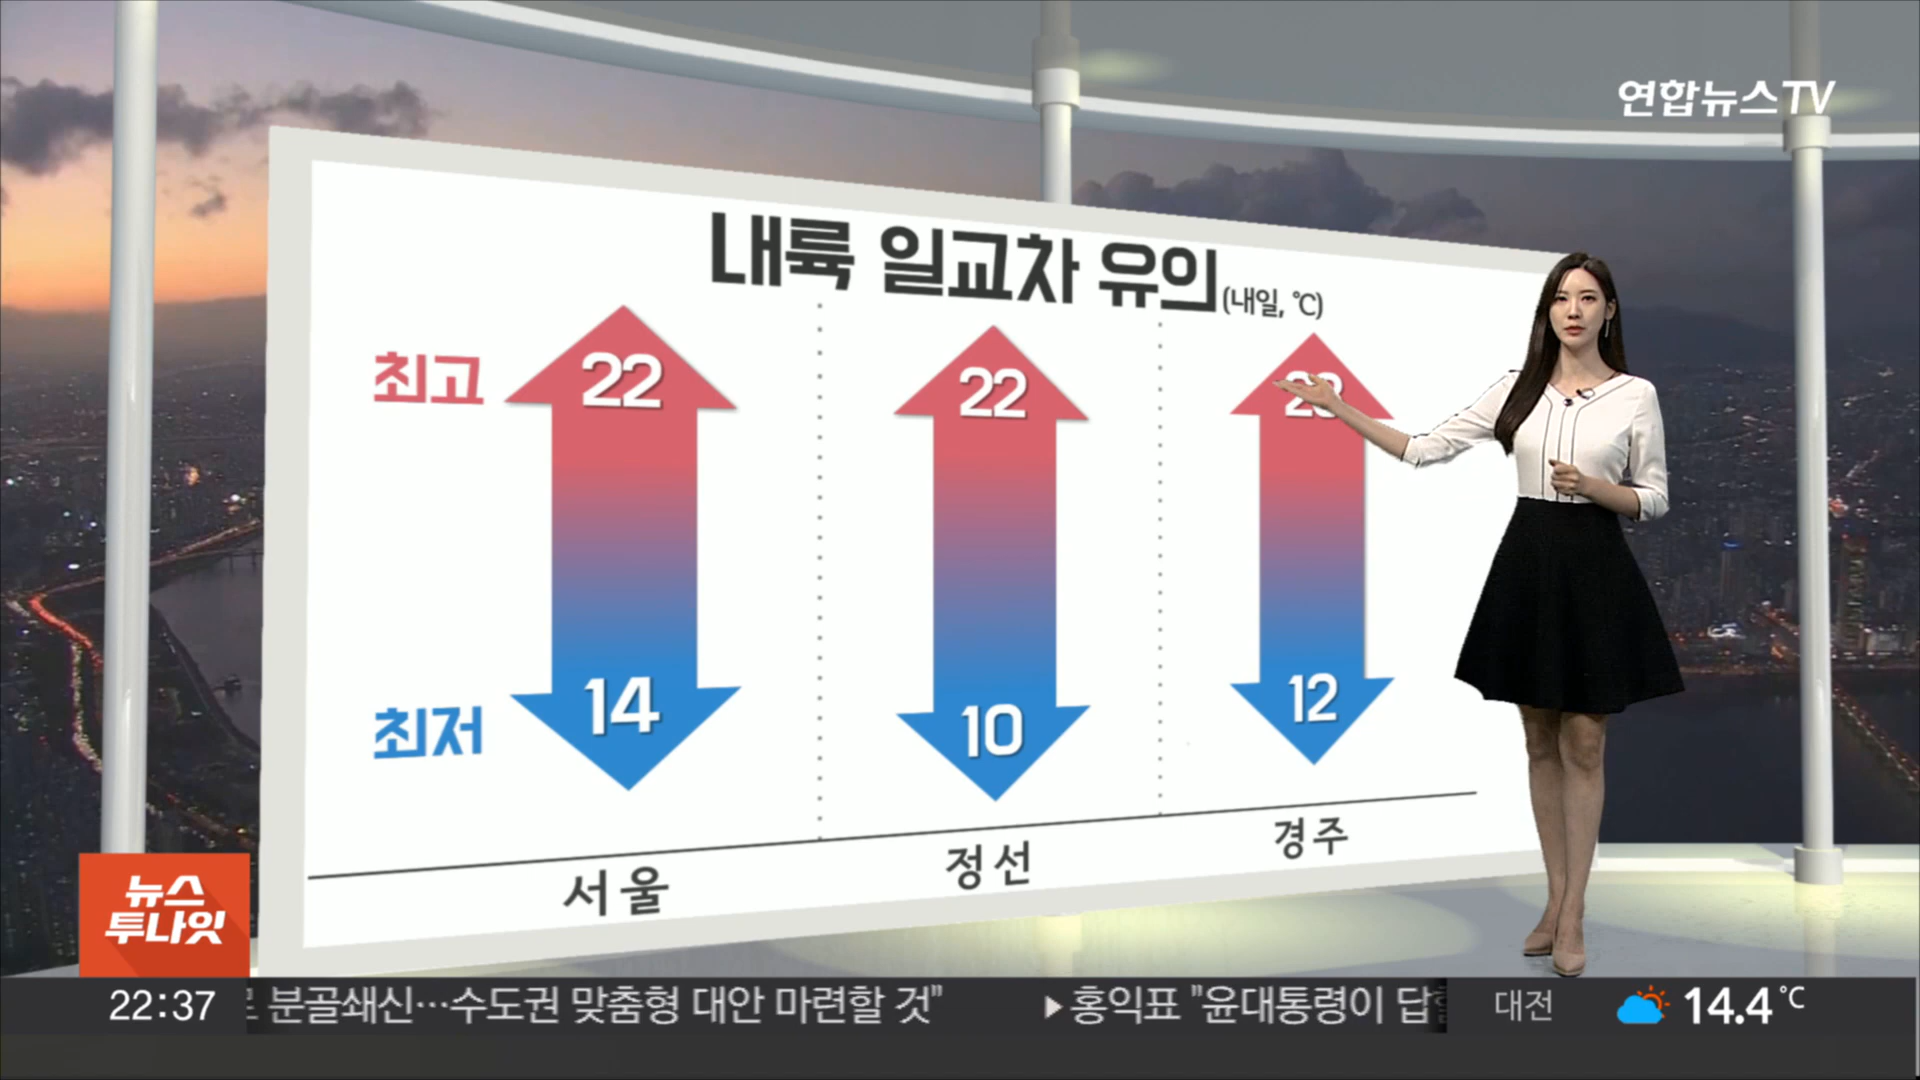 연합뉴스TV
내륙 일교차 유의(내일, ℃)
최고
22
22
최저
14
10
12
서울
정선
경주
뉴스
투나잇
22:37
분골쇄신…수도권 맞춤형 대안 마련할 것"
▶홍익표 "윤대통령이 답
대전
14.4℃